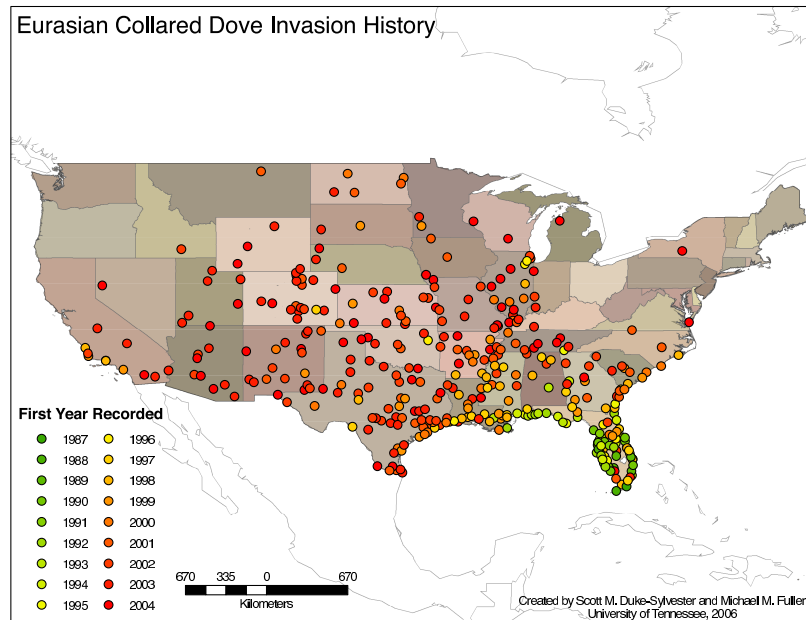 Eurasian Collared Dove Invasion History
First Year Recorded
1987 1996
1988 1997
1989 1998
1990 1999
1991 2000
1992 2001
1993 2002
1994 2003
1995 2004
670 335 0 670
Kilometers
Created by Scott M. Duke-Sylvester and Michael M. Fuller
University of Tennessee, 2006